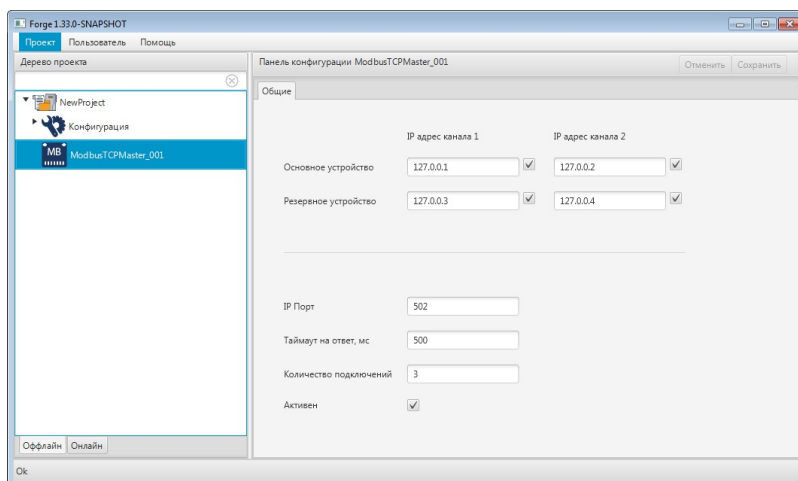 Forge 1.33.0-SNAPSHOT
Проект Пользователь Помощь
Дерево проекта
Панель конфигурации ModbusTCPMaster_001
Отменить Сохранить
Общие
NewProject
Конфигурация
MB ModbusTCPMaster_001
IP адрес канала 1 IP адрес канала 2
Основное устройство 127.0.0.1 127.0.0.2
Резервное устройство 127.0.0.3 127.0.0.4
IP Порт 502
Таймаут на ответ, мс 500
Количество подключений 3
Активен
Оффлайн Онлайн
Ok